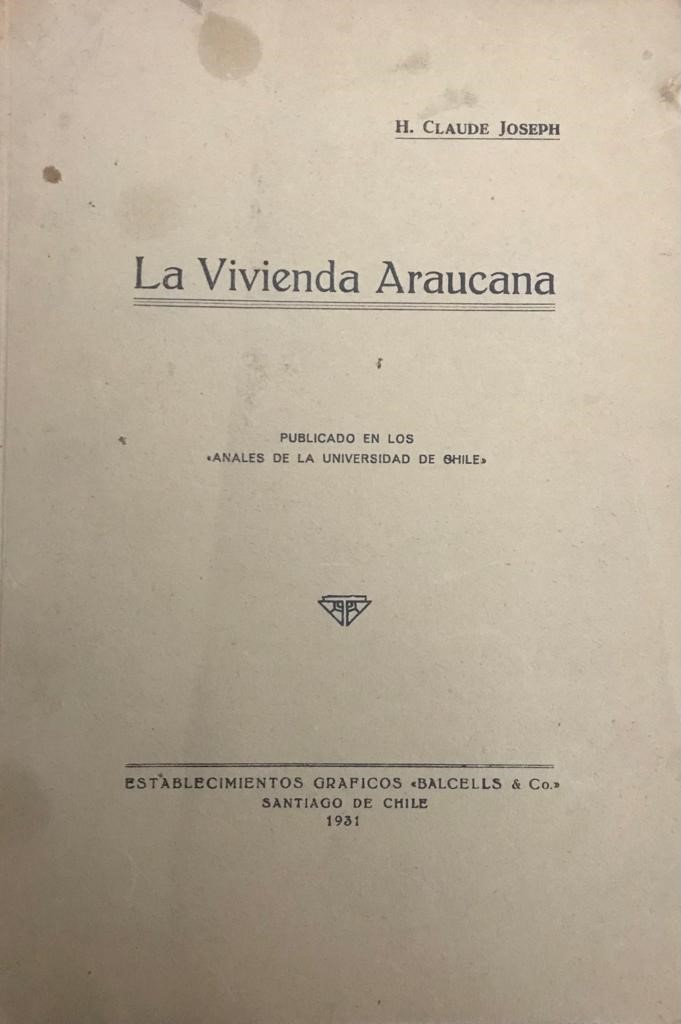 H. CLAUDE JOSEPH
La Vivienda Araucana
PUBLICADO EN LOS
«ANALES DE LA UNIVERSIDAD DE CHILE»
ESTABLECIMIENTOS GRAFICOS «BALCELLS & Co.»
SANTIAGO DE CHILE
1931